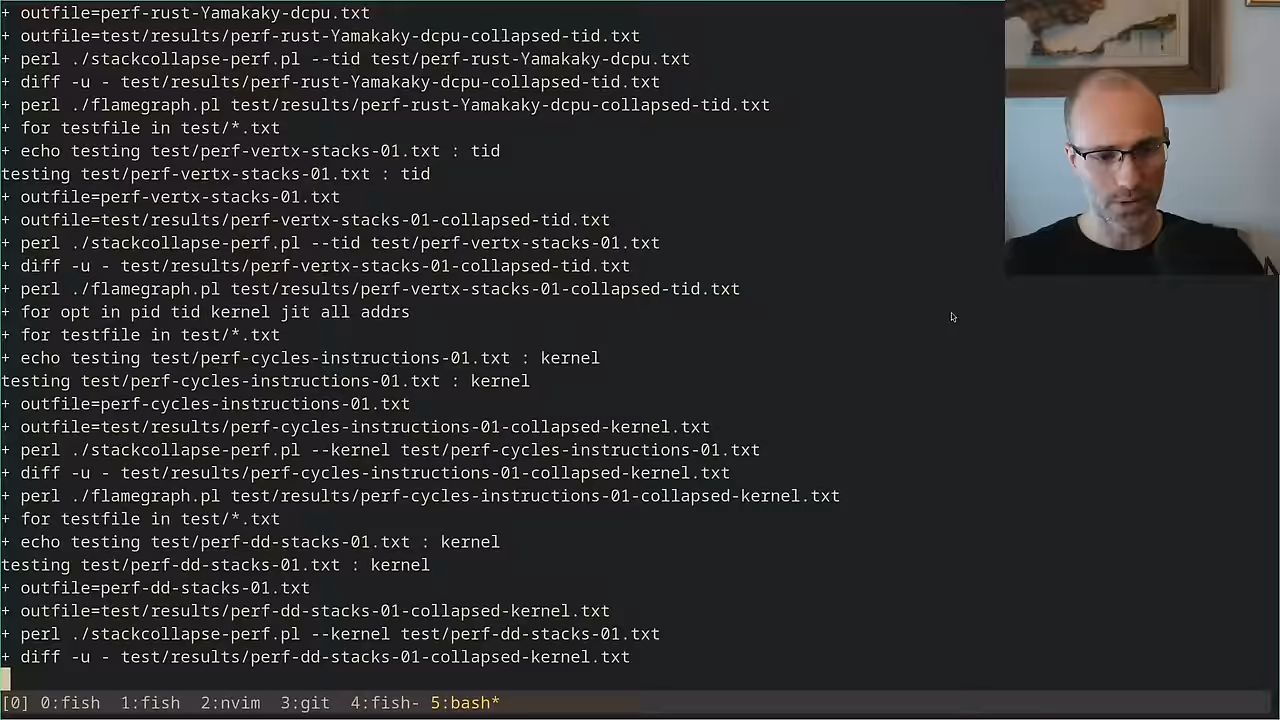 + outfile=perf-rust-Yamakaky-dcpu.txt
+ outfile=test/results/perf-rust-Yamakaky-dcpu-collapsed-tid.txt
+ perl ./stackcollapse-perf.pl --tid test/perf-rust-Yamakaky-dcpu.txt
+ diff -u - test/results/perf-rust-Yamakaky-dcpu-collapsed-tid.txt
+ perl ./flamegraph.pl test/results/perf-rust-Yamakaky-dcpu-collapsed-tid.txt
+ for testfile in test/*.txt
+ echo testing test/perf-vertx-stacks-01.txt : tid
testing test/perf-vertx-stacks-01.txt : tid
+ outfile=perf-vertx-stacks-01.txt
+ outfile=test/results/perf-vertx-stacks-01-collapsed-tid.txt
+ perl ./stackcollapse-perf.pl --tid test/perf-vertx-stacks-01.txt
+ diff -u - test/results/perf-vertx-stacks-01-collapsed-tid.txt
+ perl ./flamegraph.pl test/results/perf-vertx-stacks-01-collapsed-tid.txt
+ for opt in pid tid kernel jit all addrs
+ for testfile in test/*.txt
+ echo testing test/perf-cycles-instructions-01.txt : kernel
testing test/perf-cycles-instructions-01.txt : kernel
+ outfile=perf-cycles-instructions-01.txt
+ outfile=test/results/perf-cycles-instructions-01-collapsed-kernel.txt
+ perl ./stackcollapse-perf.pl --kernel test/perf-cycles-instructions-01.txt
+ diff -u - test/results/perf-cycles-instructions-01-collapsed-kernel.txt
+ perl ./flamegraph.pl test/results/perf-cycles-instructions-01-collapsed-kernel.txt
+ for testfile in test/*.txt
+ echo testing test/perf-dd-stacks-01.txt : kernel
testing test/perf-dd-stacks-01.txt : kernel
+ outfile=perf-dd-stacks-01.txt
+ outfile=test/results/perf-dd-stacks-01-collapsed-kernel.txt
+ perl ./stackcollapse-perf.pl --kernel test/perf-dd-stacks-01.txt
+ diff -u - test/results/perf-dd-stacks-01-collapsed-kernel.txt
[0] 0:fish 1:fish 2:nvim 3:git 4:fish- 5:bash*